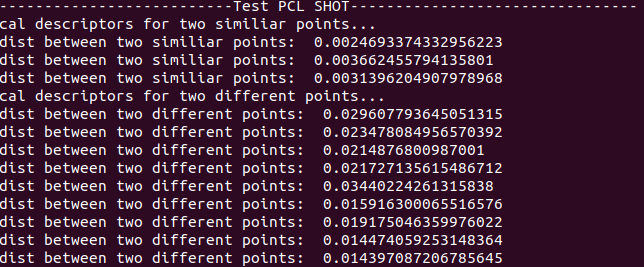 ---------------------------Test PCL SHOT---------------------------------
cal descriptors for two similiar points...
dist between two similiar points:  0.0024693374332956223
dist between two similiar points:  0.003662455794135801
dist between two similiar points:  0.0031396204907978968
cal descriptors for two different points...
dist between two different points:  0.029607793645051315
dist between two different points:  0.023478084956570392
dist between two different points:  0.0214876800987001
dist between two different points:  0.021727135615486712
dist between two different points:  0.03440224261315838
dist between two different points:  0.015916300065516576
dist between two different points:  0.019175046359976022
dist between two different points:  0.014474059253148364
dist between two different points:  0.014397087206785645